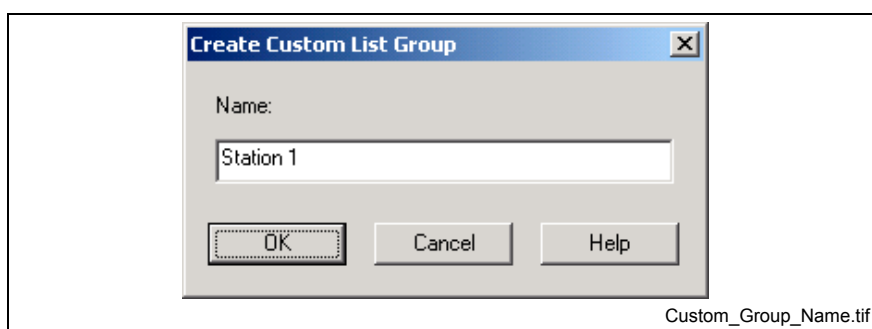 Create Custom List Group
Name:
Station 1
OK Cancel Help
Custom_Group_Name.tif